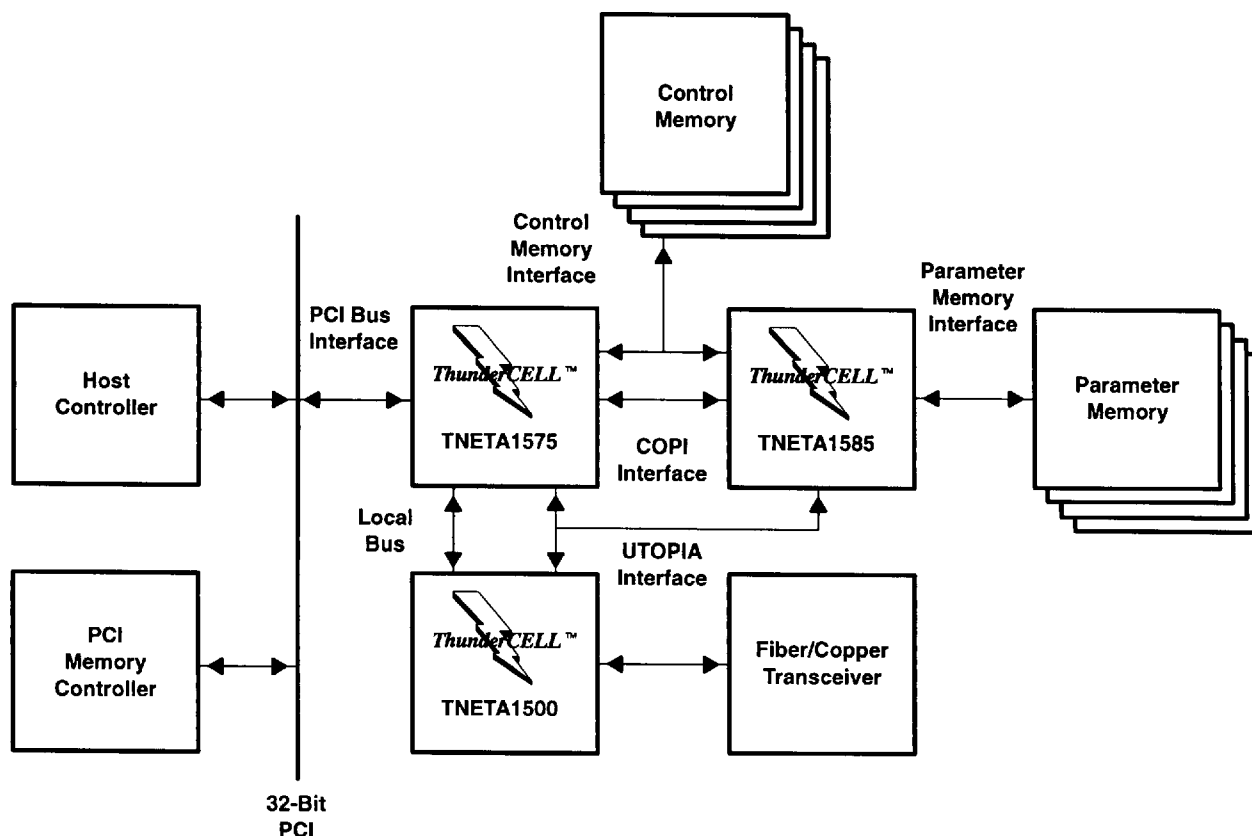 Control
Memory
Control
Memory
Interface
Parameter
Memory
Interface
PCI Bus
Interface
Host
Controller
ThunderCELL™
TNETA1575
COPI
Interface
ThunderCELL™
TNETA1585
Parameter
Memory
Local
Bus
UTOPIA
Interface
PCI
Memory
Controller
ThunderCELL™
TNETA1500
Fiber/Copper
Transceiver
32-Bit
PCI